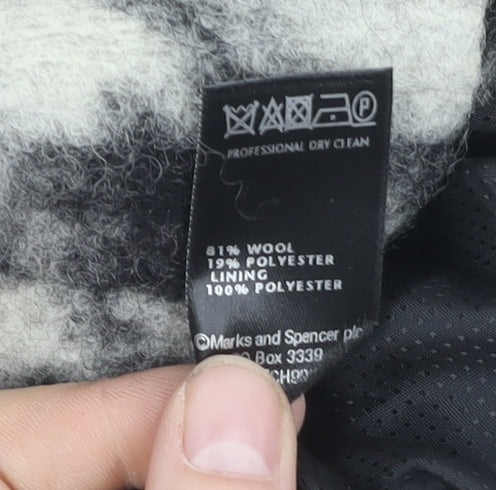 P
PROFESSIONAL DRY CLEAN
81% WOOL
19% POLYESTER
LINING
100% POLYESTER
©Marks and Spencer plc
Box 3339